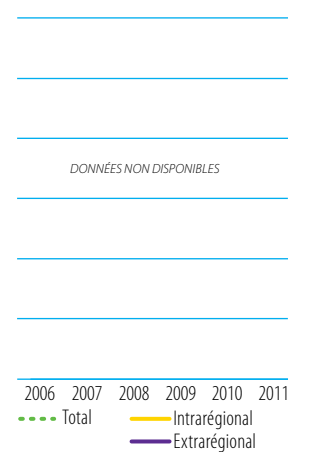 DONNÉES NON DISPONIBLES
2006 2007 2008 2009 2010 2011
Total Intrarégional
Extrarégional